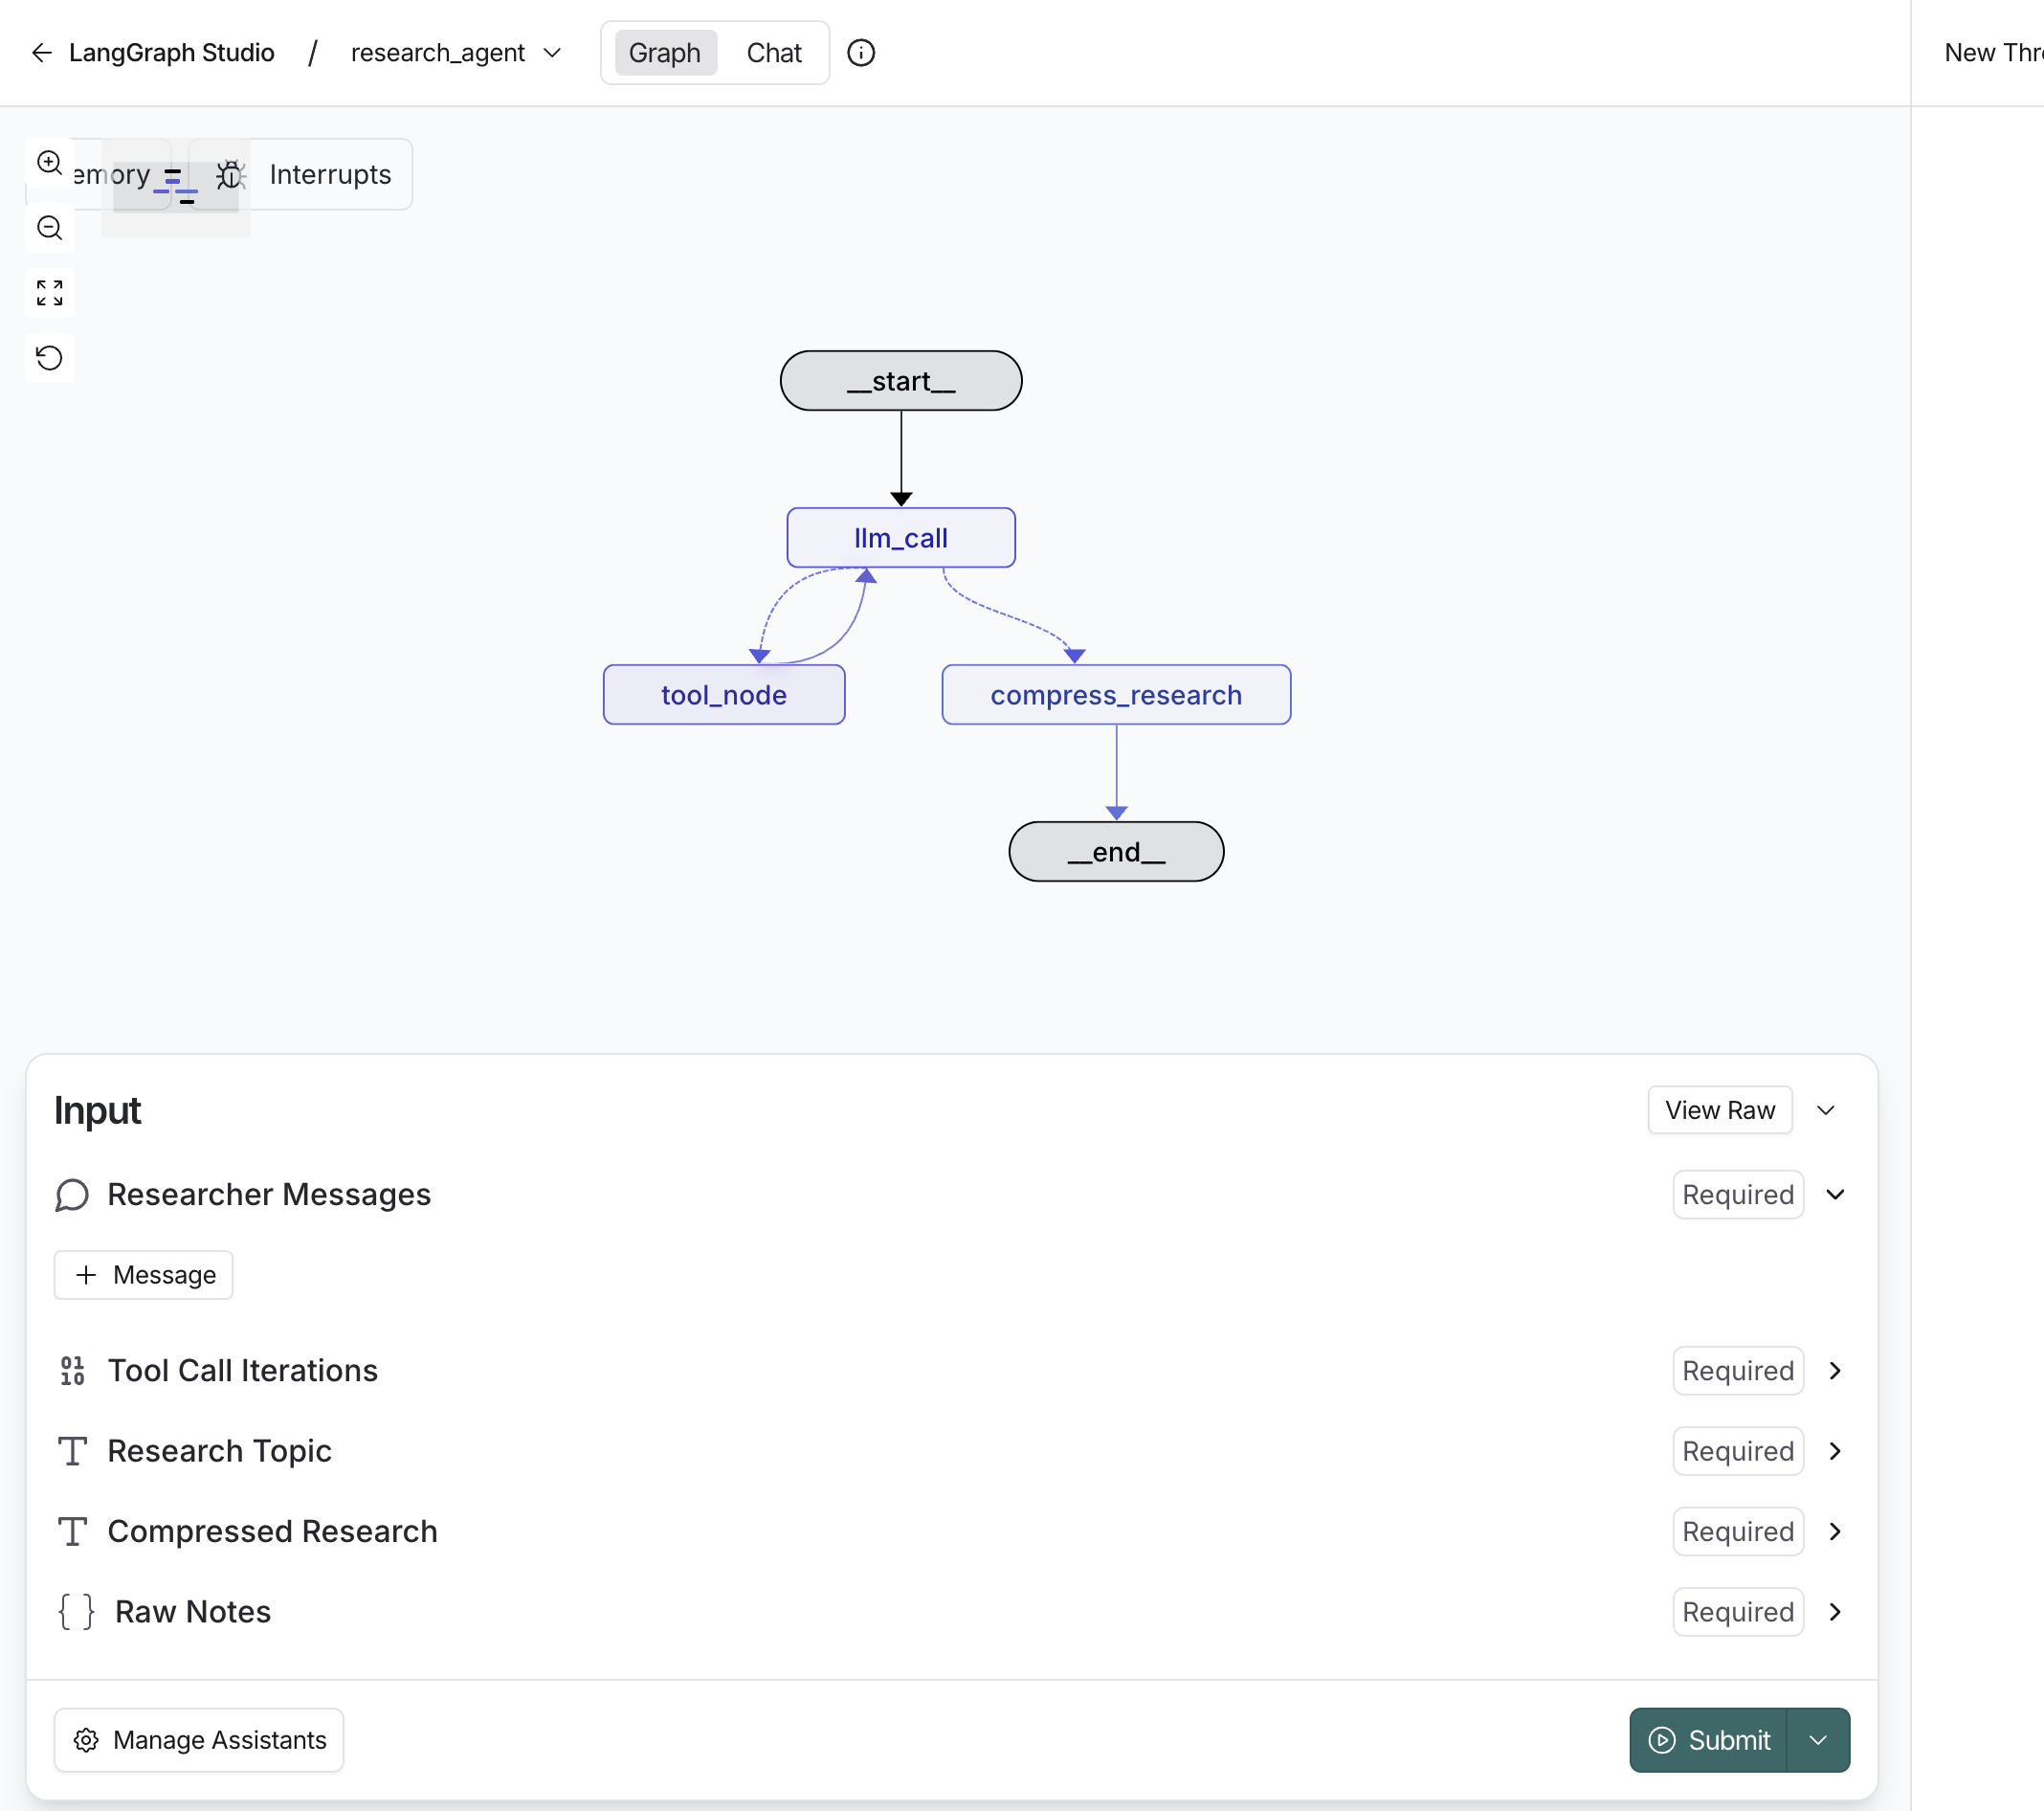 LangGraph Studio / research_agent Graph Chat
New Thr
emory Interrupts
__start__
llm_call
tool_node compress_research
__end__
Input View Raw
Researcher Messages Required
+ Message
Tool Call Iterations Required
Research Topic Required
Compressed Research Required
{ } Raw Notes Required
Manage Assistants Submit